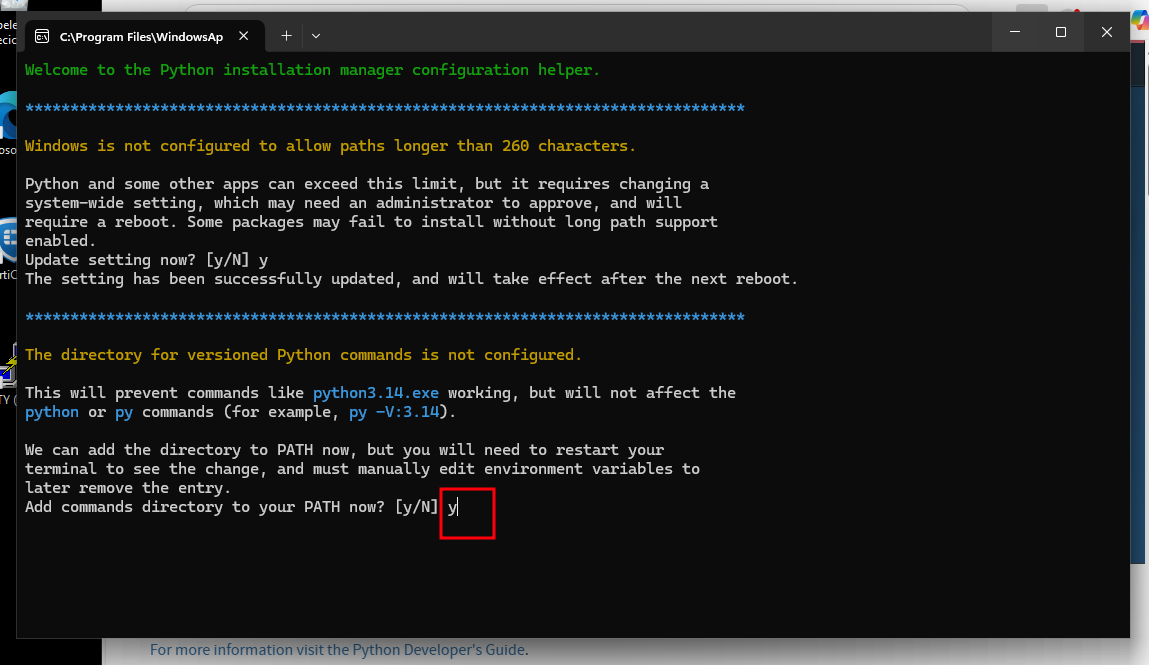 C:\Program Files\WindowsAp
Welcome to the Python installation manager configuration helper.
********************************************************************************
Windows is not configured to allow paths longer than 260 characters.
Python and some other apps can exceed this limit, but it requires changing a
system-wide setting, which may need an administrator to approve, and will
require a reboot. Some packages may fail to install without long path support
enabled.
Update setting now? [y/N] y
The setting has been successfully updated, and will take effect after the next reboot.
********************************************************************************
The directory for versioned Python commands is not configured.
This will prevent commands like python3.14.exe working, but will not affect the
python or py commands (for example, py -V:3.14).
We can add the directory to PATH now, but you will need to restart your
terminal to see the change, and must manually edit environment variables to
later remove the entry.
Add commands directory to your PATH now? [y/N] y
For more information visit the Python Developer's Guide.